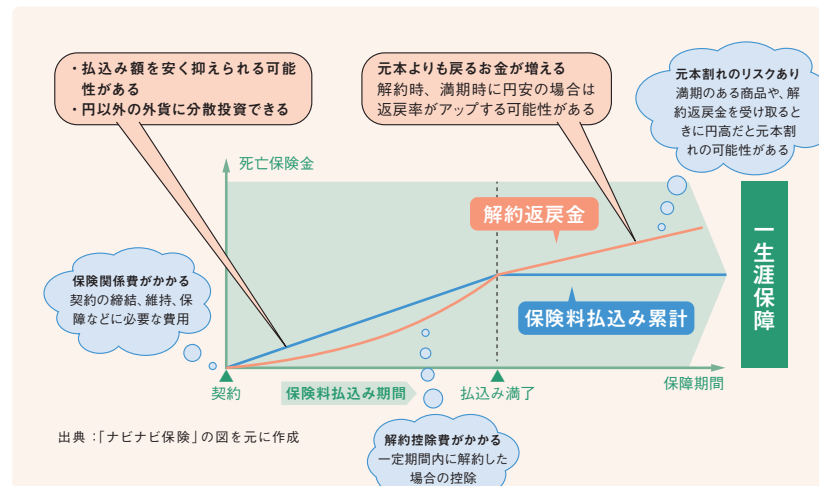 ・払込み額を安く抑えられる可能
性がある
・円以外の外貨に分散投資できる
元本よりも戻るお金が増える
解約時、満期時に円安の場合は
返戻率がアップする可能性がある
元本割れのリスクあり
満期のある商品や、解
約返戻金を受け取ると
きに円高だと元本割
れの可能性がある
死亡保険金
解約返戻金
一生涯保障
保険関係費がかかる
契約の締結、維持、保
障などに必要な費用
保険料払込み累計
契約
保険料払込み期間
払込み満了
保障期間
出典：「ナビナビ保険」の図を元に作成
解約控除費がかかる
一定期間内に解約した
場合の控除